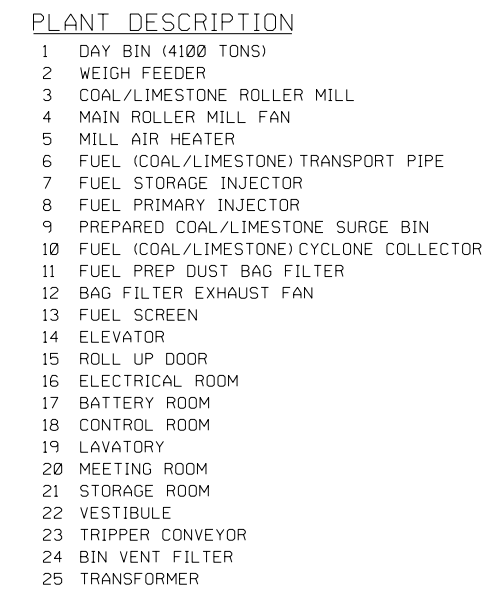 PLANT DESCRIPTION
1 DAY BIN (4100 TONS)
2 WEIGH FEEDER
3 COAL/LIMESTONE ROLLER MILL
4 MAIN ROLLER MILL FAN
5 MILL AIR HEATER
6 FUEL (COAL/LIMESTONE) TRANSPORT PIPE
7 FUEL STORAGE INJECTOR
8 FUEL PRIMARY INJECTOR
9 PREPARED COAL/LIMESTONE SURGE BIN
10 FUEL (COAL/LIMESTONE) CYCLONE COLLECTOR
11 FUEL PREP DUST BAG FILTER
12 BAG FILTER EXHAUST FAN
13 FUEL SCREEN
14 ELEVATOR
15 ROLL UP DOOR
16 ELECTRICAL ROOM
17 BATTERY ROOM
18 CONTROL ROOM
19 LAVATORY
20 MEETING ROOM
21 STORAGE ROOM
22 VESTIBULE
23 TRIPPER CONVEYOR
24 BIN VENT FILTER
25 TRANSFORMER